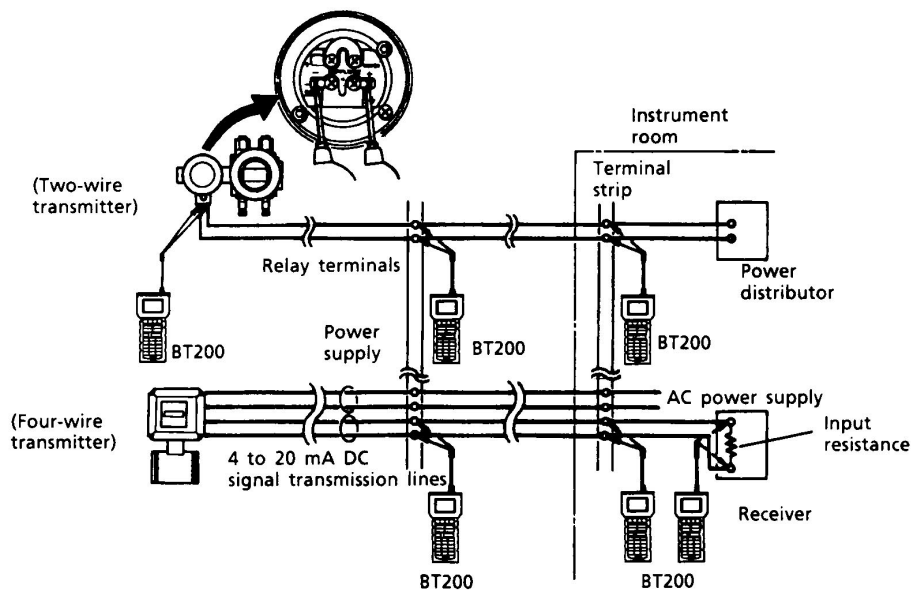 Instrument
room
Terminal
strip
(Two-wire
transmitter)
Relay terminals
Power
distributor
BT200
Power
supply
BT200
BT200
(Four-wire
transmitter)
AC power supply
Input
resistance
4 to 20 mA DC
signal transmission lines
Receiver
BT200
BT200